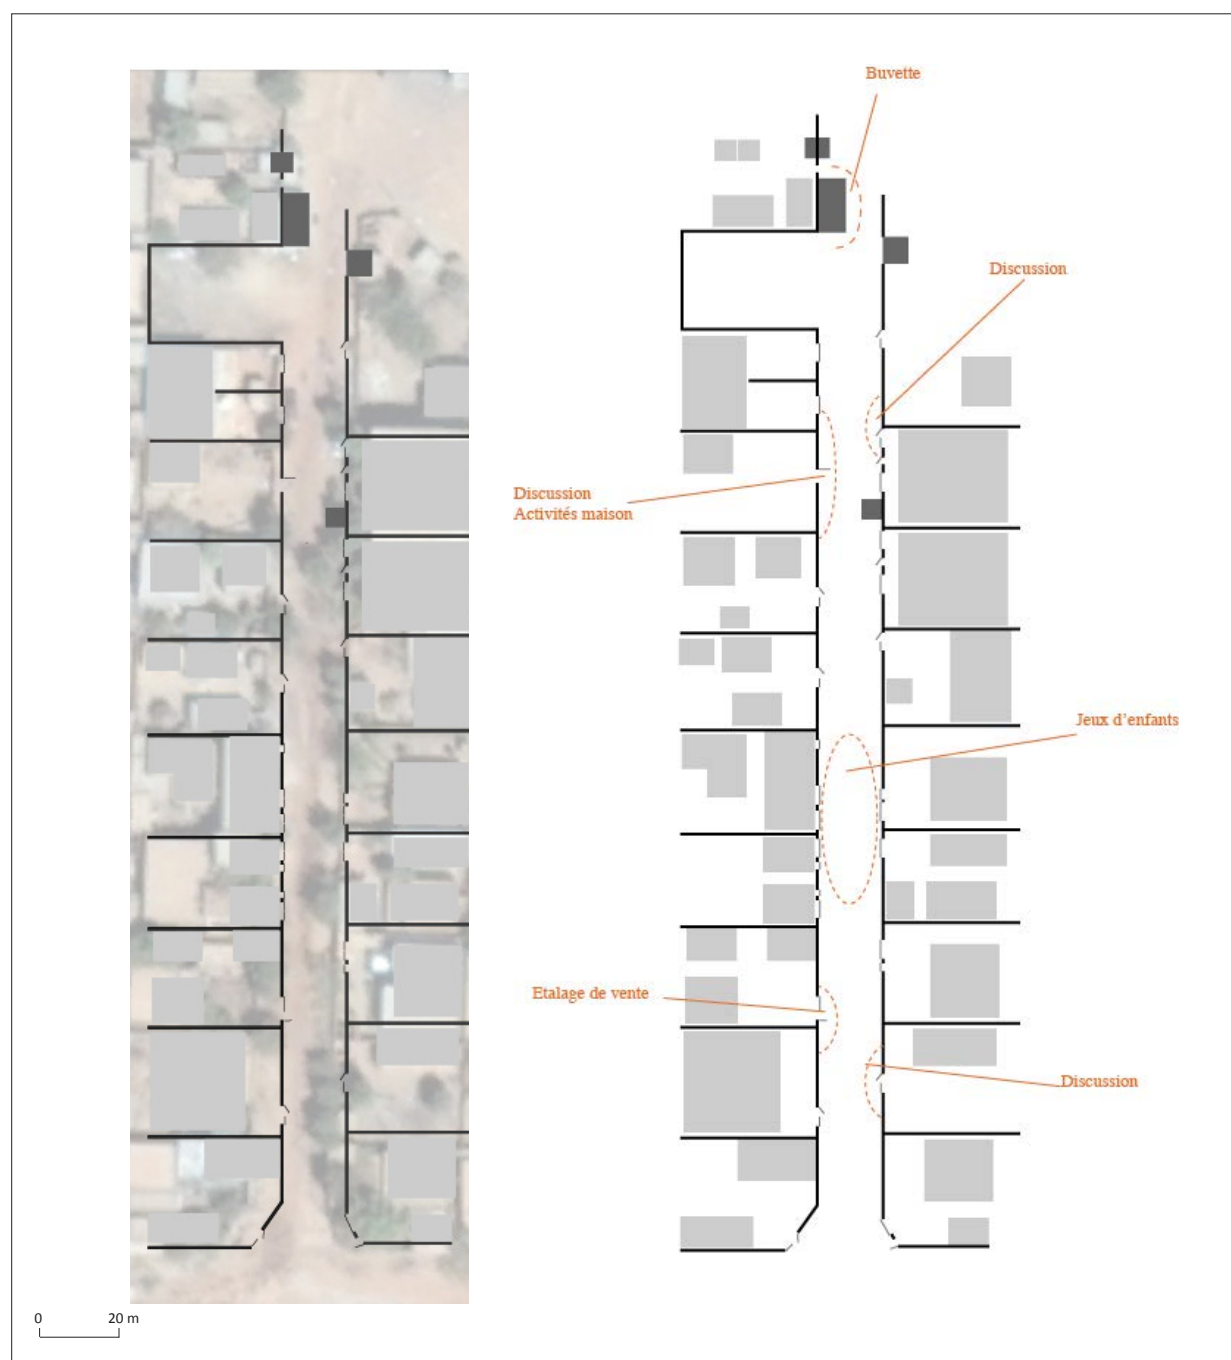 Buvette
Discussion
Discussion
Activités maison
Jeux d’enfants
Etalage de vente
Discussion
0 20 m